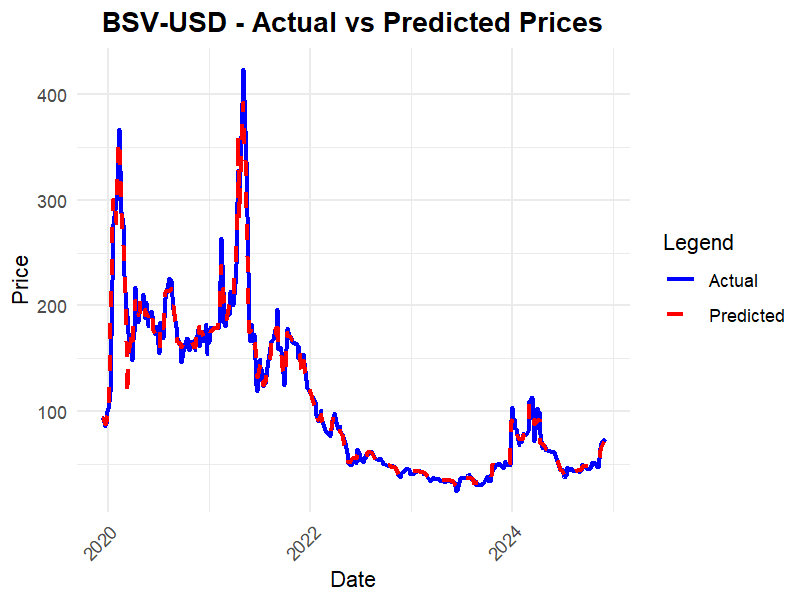 BSV-USD - Actual vs Predicted Prices
400
300
200
100
Price
2020
2022
2024
Date
Legend
Actual
Predicted